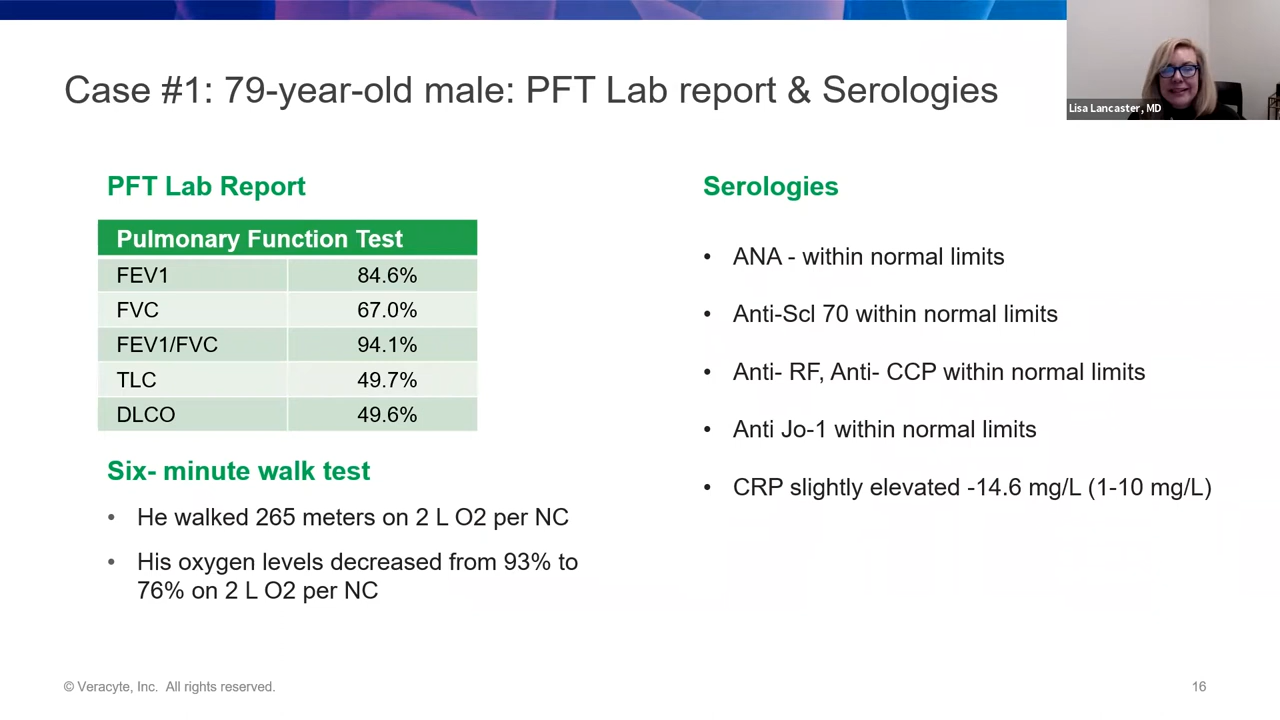 Case #1: 79-year-old male: PFT Lab report & Serologies
Lisa Lancaster, MD
PFT Lab Report
Pulmonary Function Test
FEV1 84.6%
FVC 67.0%
FEV1/FVC 94.1%
TLC 49.7%
DLCO 49.6%
Six- minute walk test
• He walked 265 meters on 2 L O2 per NC
• His oxygen levels decreased from 93% to
76% on 2 L O2 per NC
Serologies
• ANA - within normal limits
• Anti-Scl 70 within normal limits
• Anti- RF, Anti- CCP within normal limits
• Anti Jo-1 within normal limits
• CRP slightly elevated -14.6 mg/L (1-10 mg/L)
© Veracyte, Inc. All rights reserved.
16